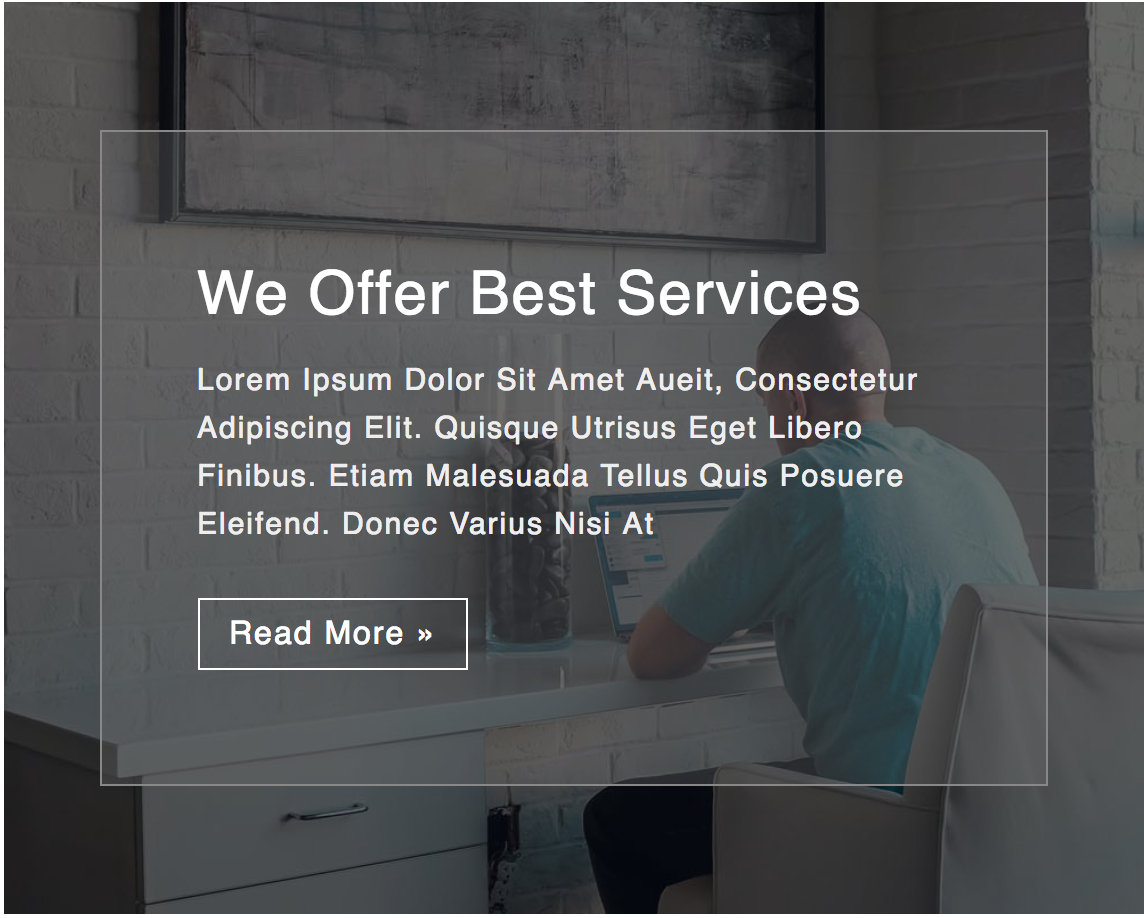 We Offer Best Services
Lorem Ipsum Dolor Sit Amet Aueit, Consectetur
Adipiscing Elit. Quisque Utrisus Eget Libero
Finibus. Etiam Malesuada Tellus Quis Posuere
Eleifend. Donec Varius Nisi At
Read More »